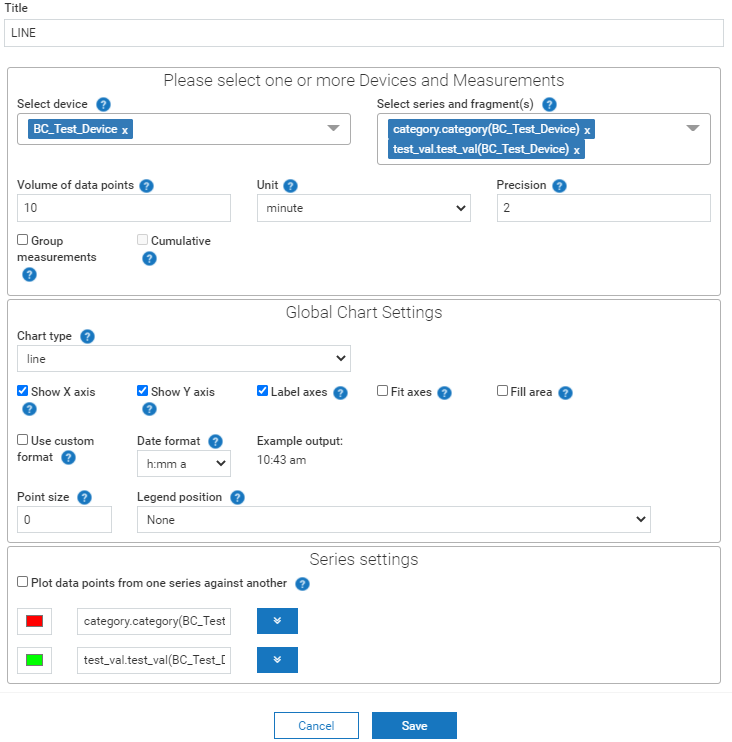 Title
LINE
Please select one or more Devices and Measurements
Select device ?
Select series and fragment(s) ?
BC_Test_Device x
category.category(BC_Test_Device) x
test_val.test_val(BC_Test_Device) x
Volume of data points ?
Unit ?
Precision ?
10
minute
2
Group measurements ?
Cumulative ?
Global Chart Settings
Chart type ?
line
Show X axis ?
Show Y axis ?
Label axes ?
Fit axes ?
Fill area ?
Use custom format ?
Date format ?
Example output:
h:mm a
10:43 am
Point size ?
Legend position ?
0
None
Series settings
Plot data points from one series against another ?
category.category(BC_Test
test_val.test_val(BC_Test_D
Cancel
Save